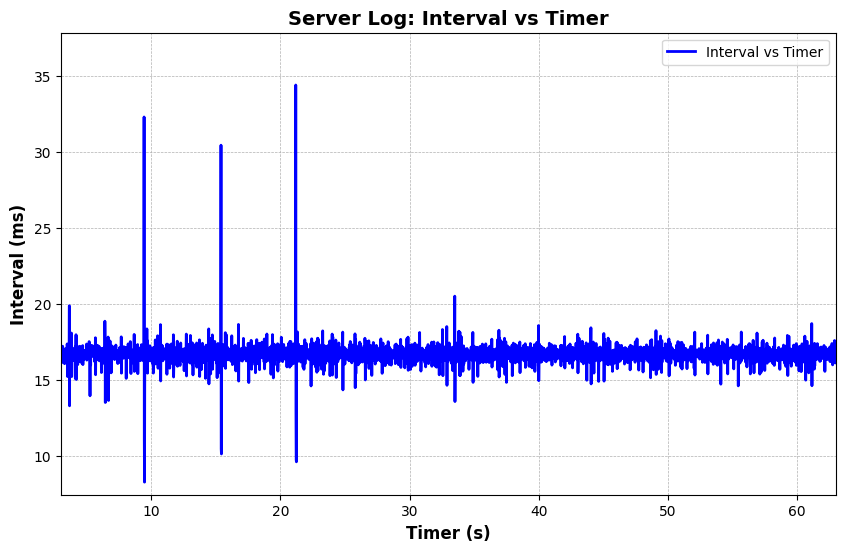 Server Log: Interval vs Timer
Interval vs Timer
35
30
25
20
15
10
Interval (ms)
10 20 30 40 50 60
Timer (s)